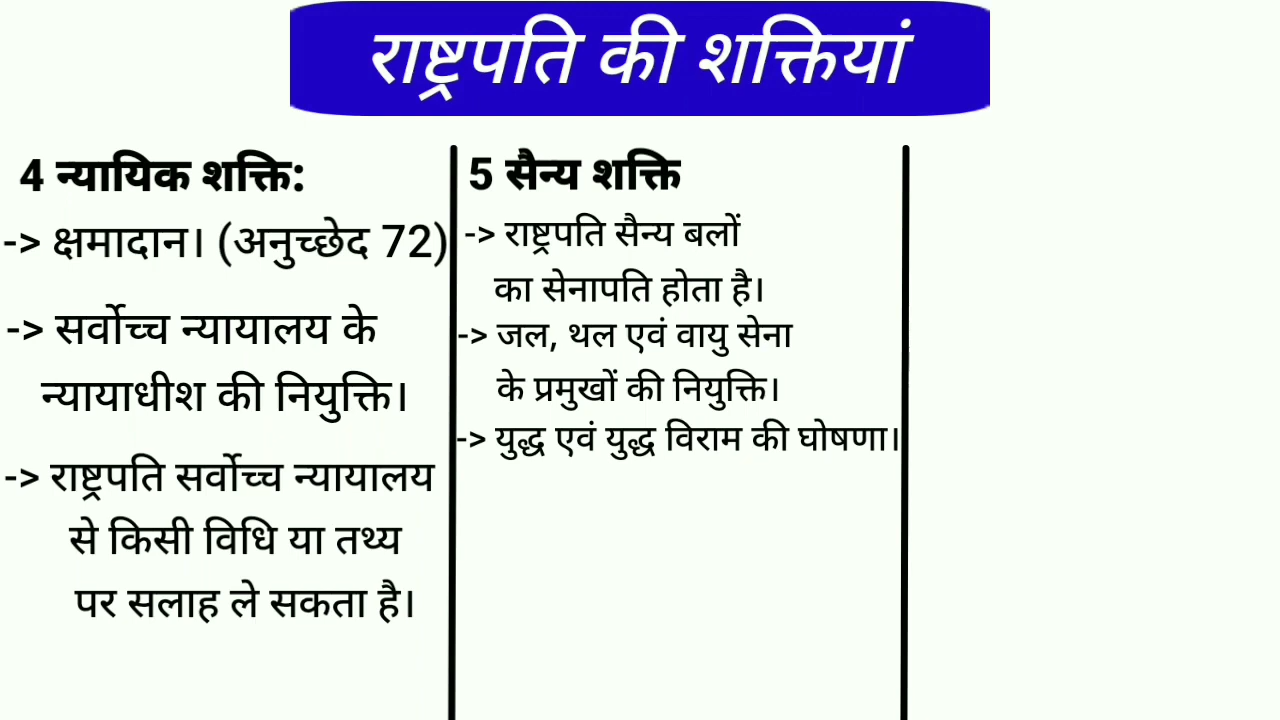 राष्ट्रपति की शक्तियां
4 न्यायिक शक्ति:
-> क्षमादान। (अनुच्छेद 72)
-> सर्वोच्च न्यायालय के
न्यायाधीश की नियुक्ति।
-> राष्ट्रपति सर्वोच्च न्यायालय
से किसी विधि या तथ्य
पर सलाह ले सकता है।
5 सैन्य शक्ति
-> राष्ट्रपति सैन्य बलों
का सेनापति होता है।
-> जल, थल एवं वायु सेना
के प्रमुखों की नियुक्ति।
-> युद्ध एवं युद्ध विराम की घोषणा।